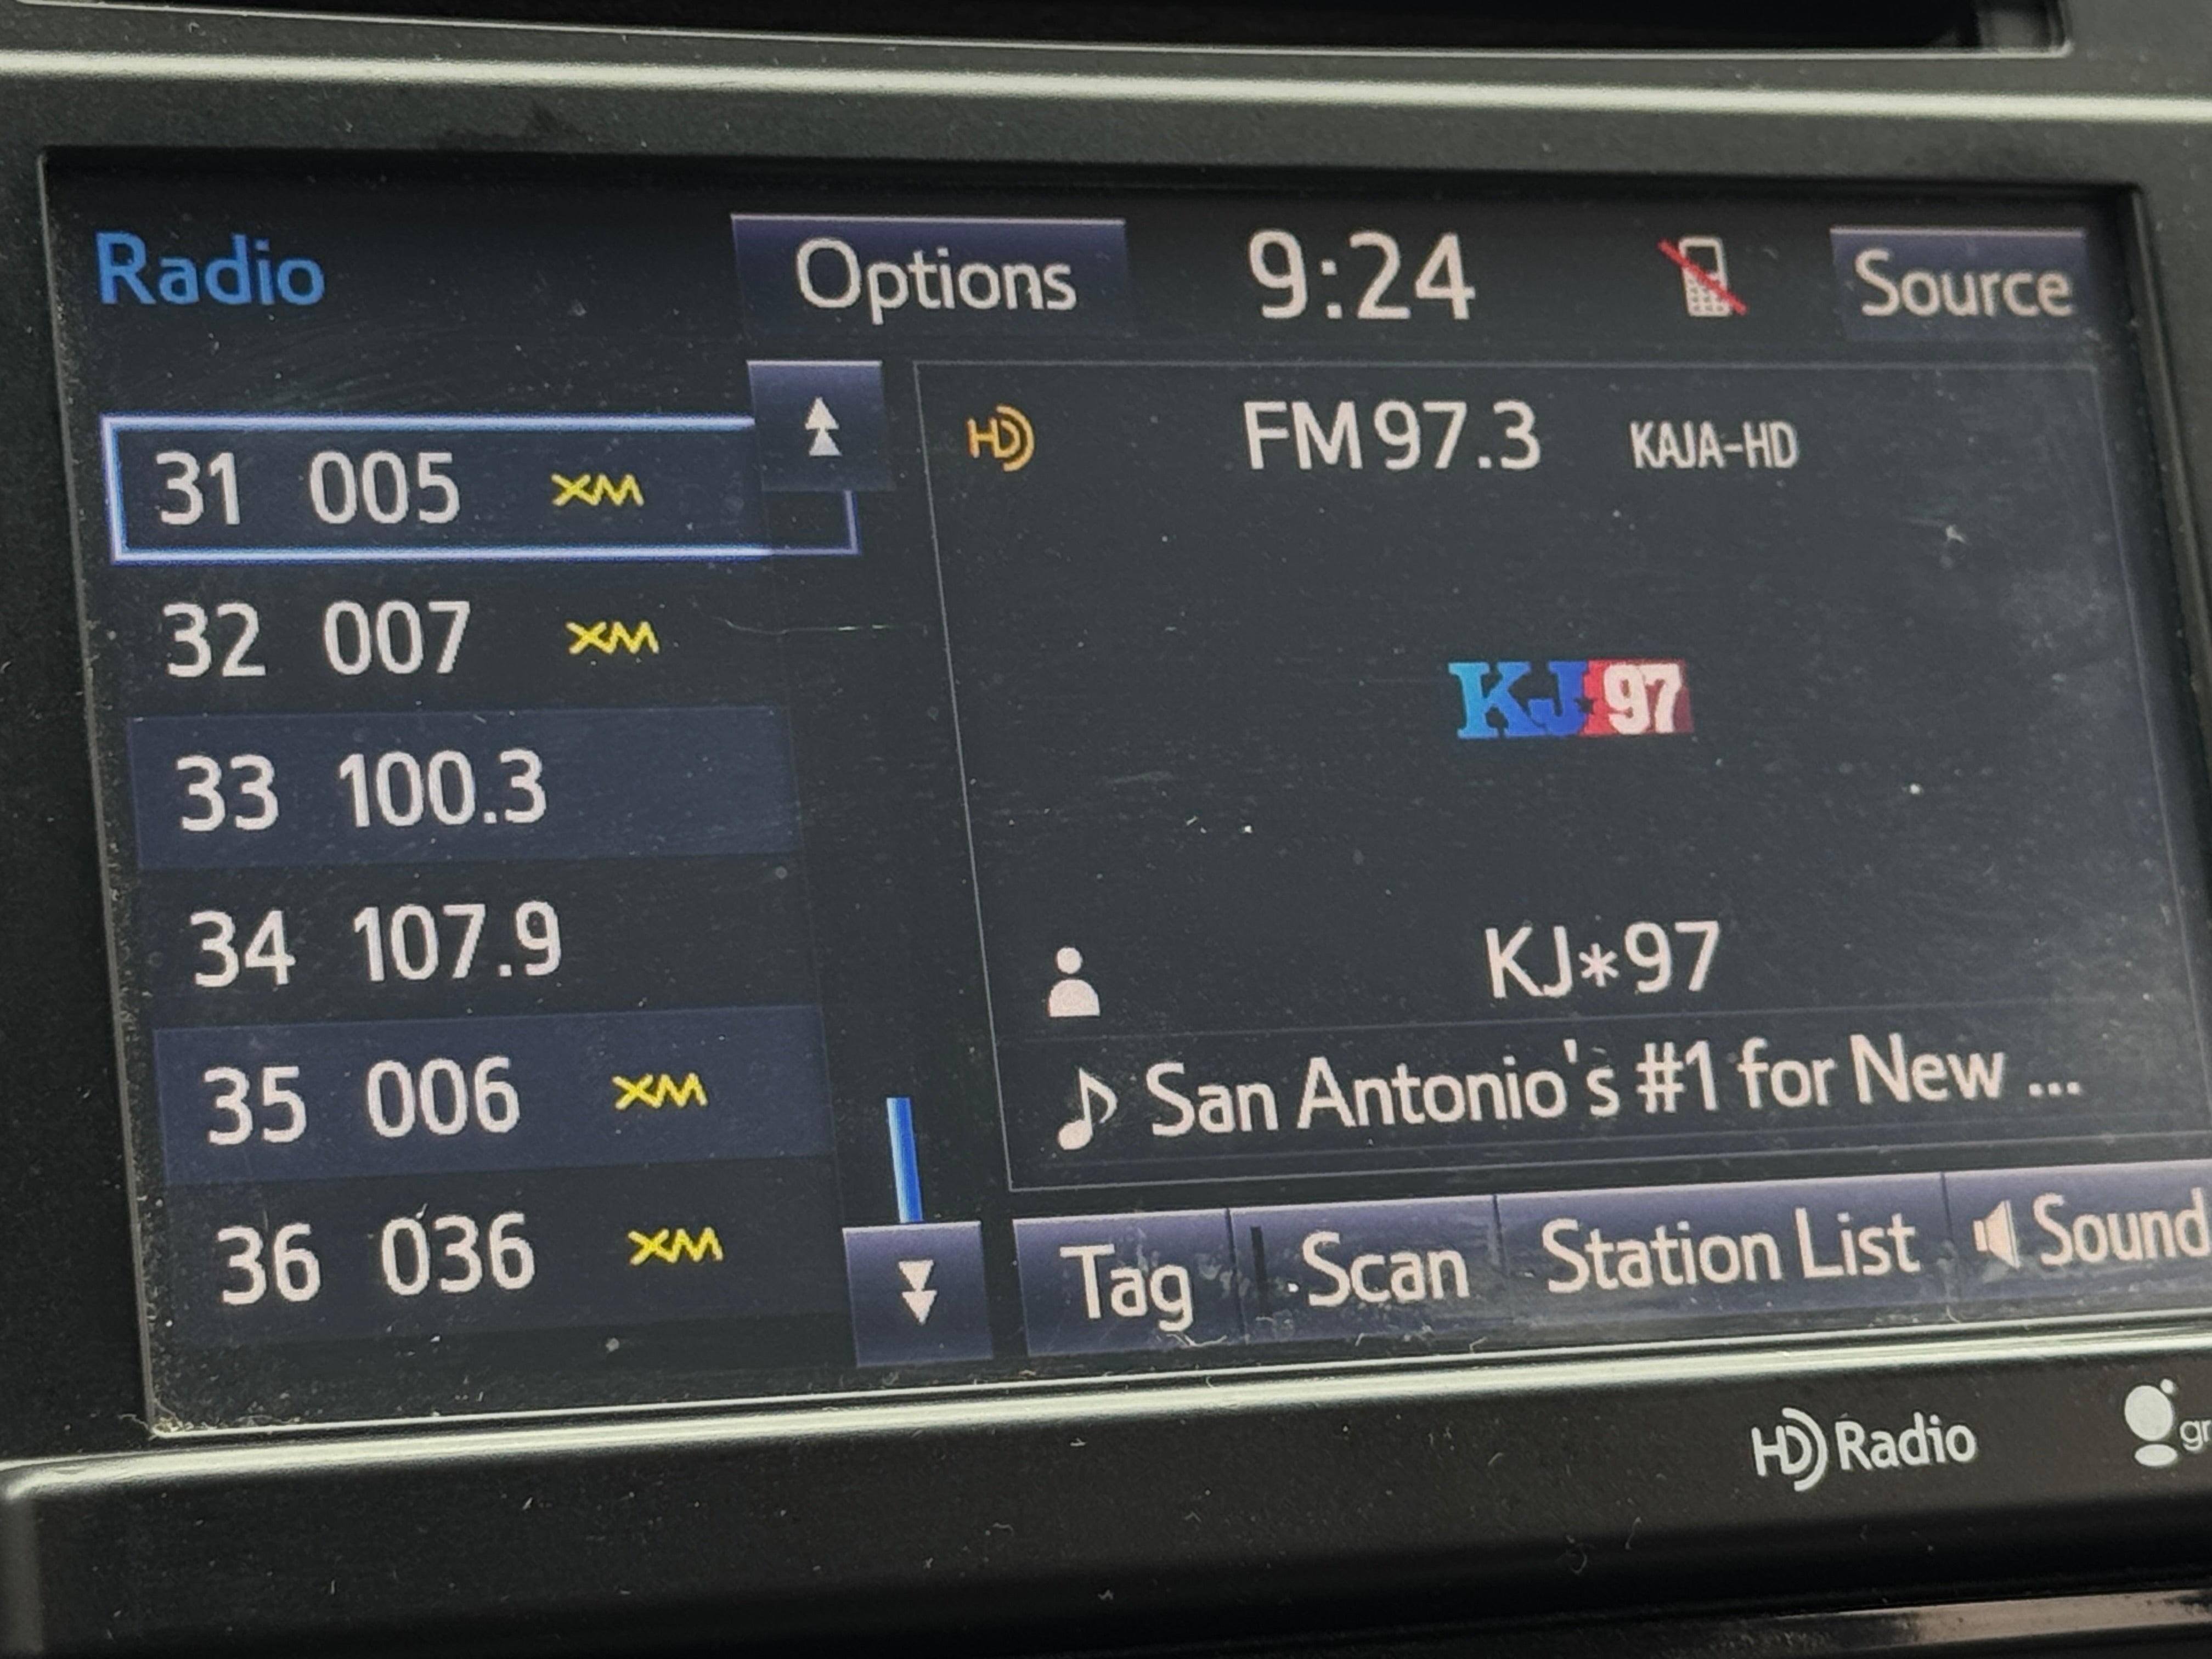 Radio Options 9:24 Source
HD FM 97.3 KAJA-HD
31 005 XM
32 007 XM
KJ97
33 100.3
34 107.9
KJ*97
35 006 XM
San Antonio's #1 for New ...
36 036 XM
Tag Scan Station List Sound
HD Radio